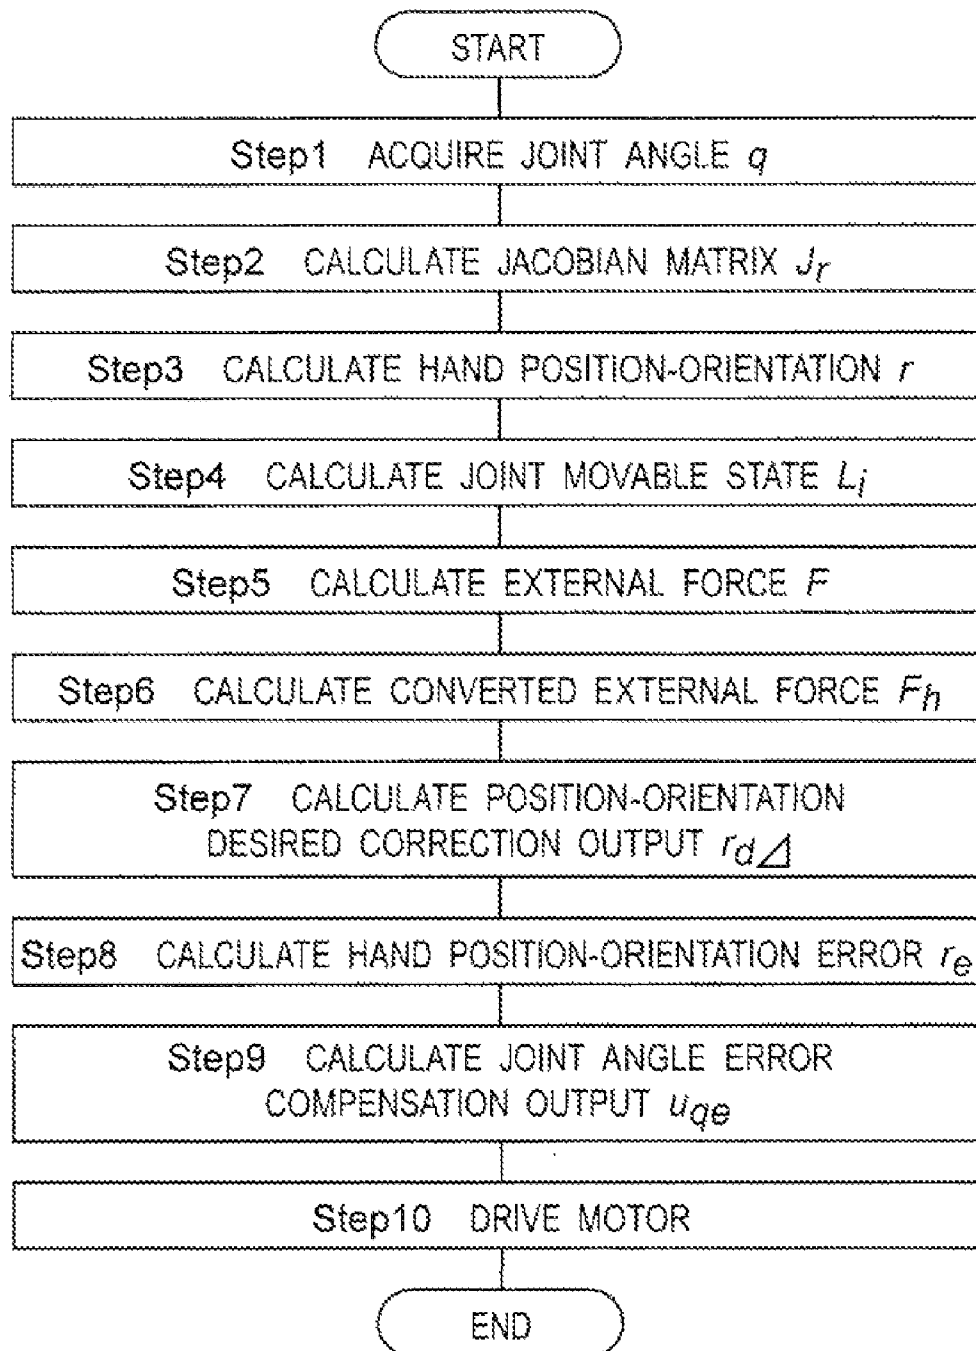 START
Step1 ACQUIRE JOINT ANGLE q
Step2 CALCULATE JACOBIAN MATRIX Jr
Step3 CALCULATE HAND POSITION-ORIENTATION r
Step4 CALCULATE JOINT MOVABLE STATE Li
Step5 CALCULATE EXTERNAL FORCE F
Step6 CALCULATE CONVERTED EXTERNAL FORCE Fh
Step7 CALCULATE POSITION-ORIENTATION
DESIRED CORRECTION OUTPUT rd⊿
Step8 CALCULATE HAND POSITION-ORIENTATION ERROR re
Step9 CALCULATE JOINT ANGLE ERROR
COMPENSATION OUTPUT uqe
Step10 DRIVE MOTOR
END